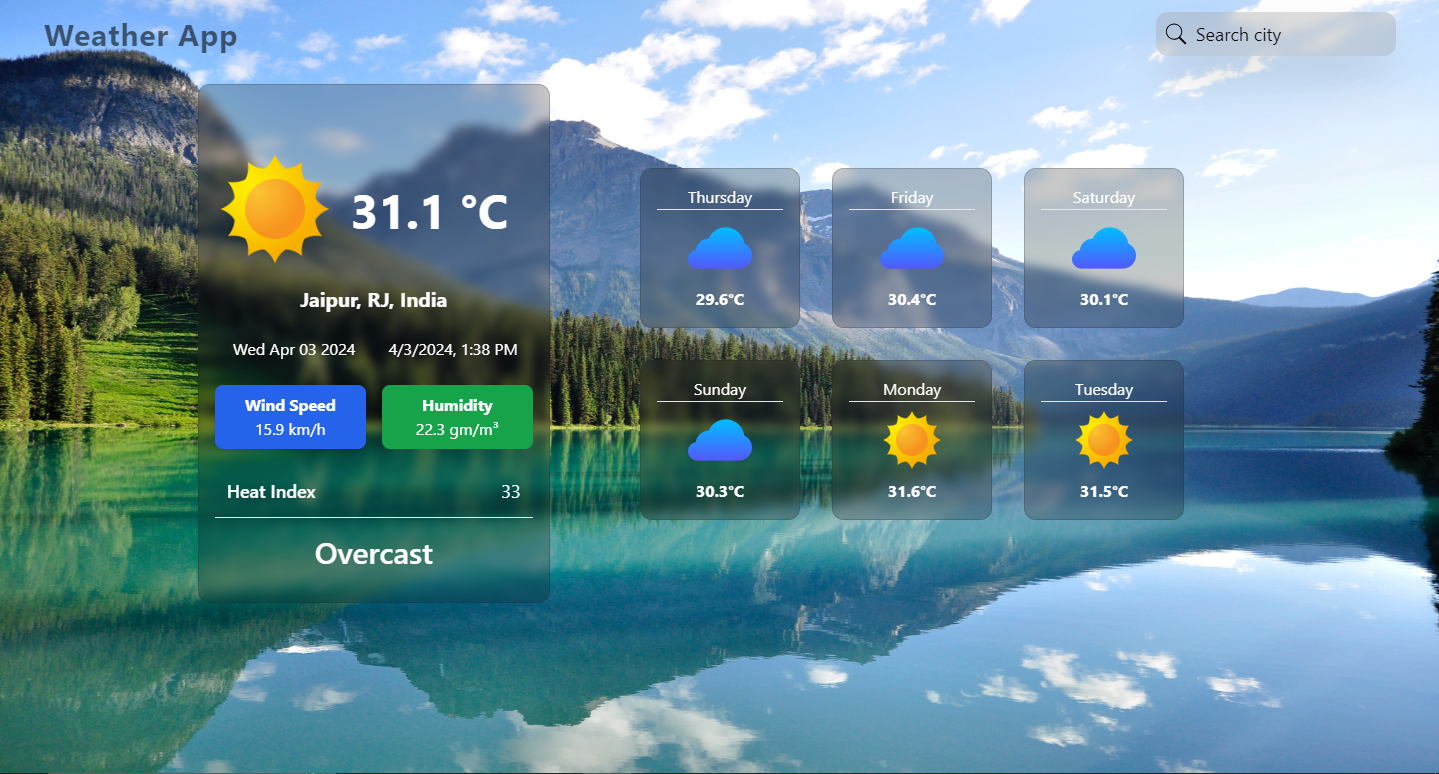 Weather App
Search city
31.1 °C
Jaipur, RJ, India
Wed Apr 03 2024 4/3/2024, 1:38 PM
Wind Speed
15.9 km/h
Humidity
22.3 gm/m³
Heat Index 33
Overcast
Thursday
29.6°C
Friday
30.4°C
Saturday
30.1°C
Sunday
30.3°C
Monday
31.6°C
Tuesday
31.5°C